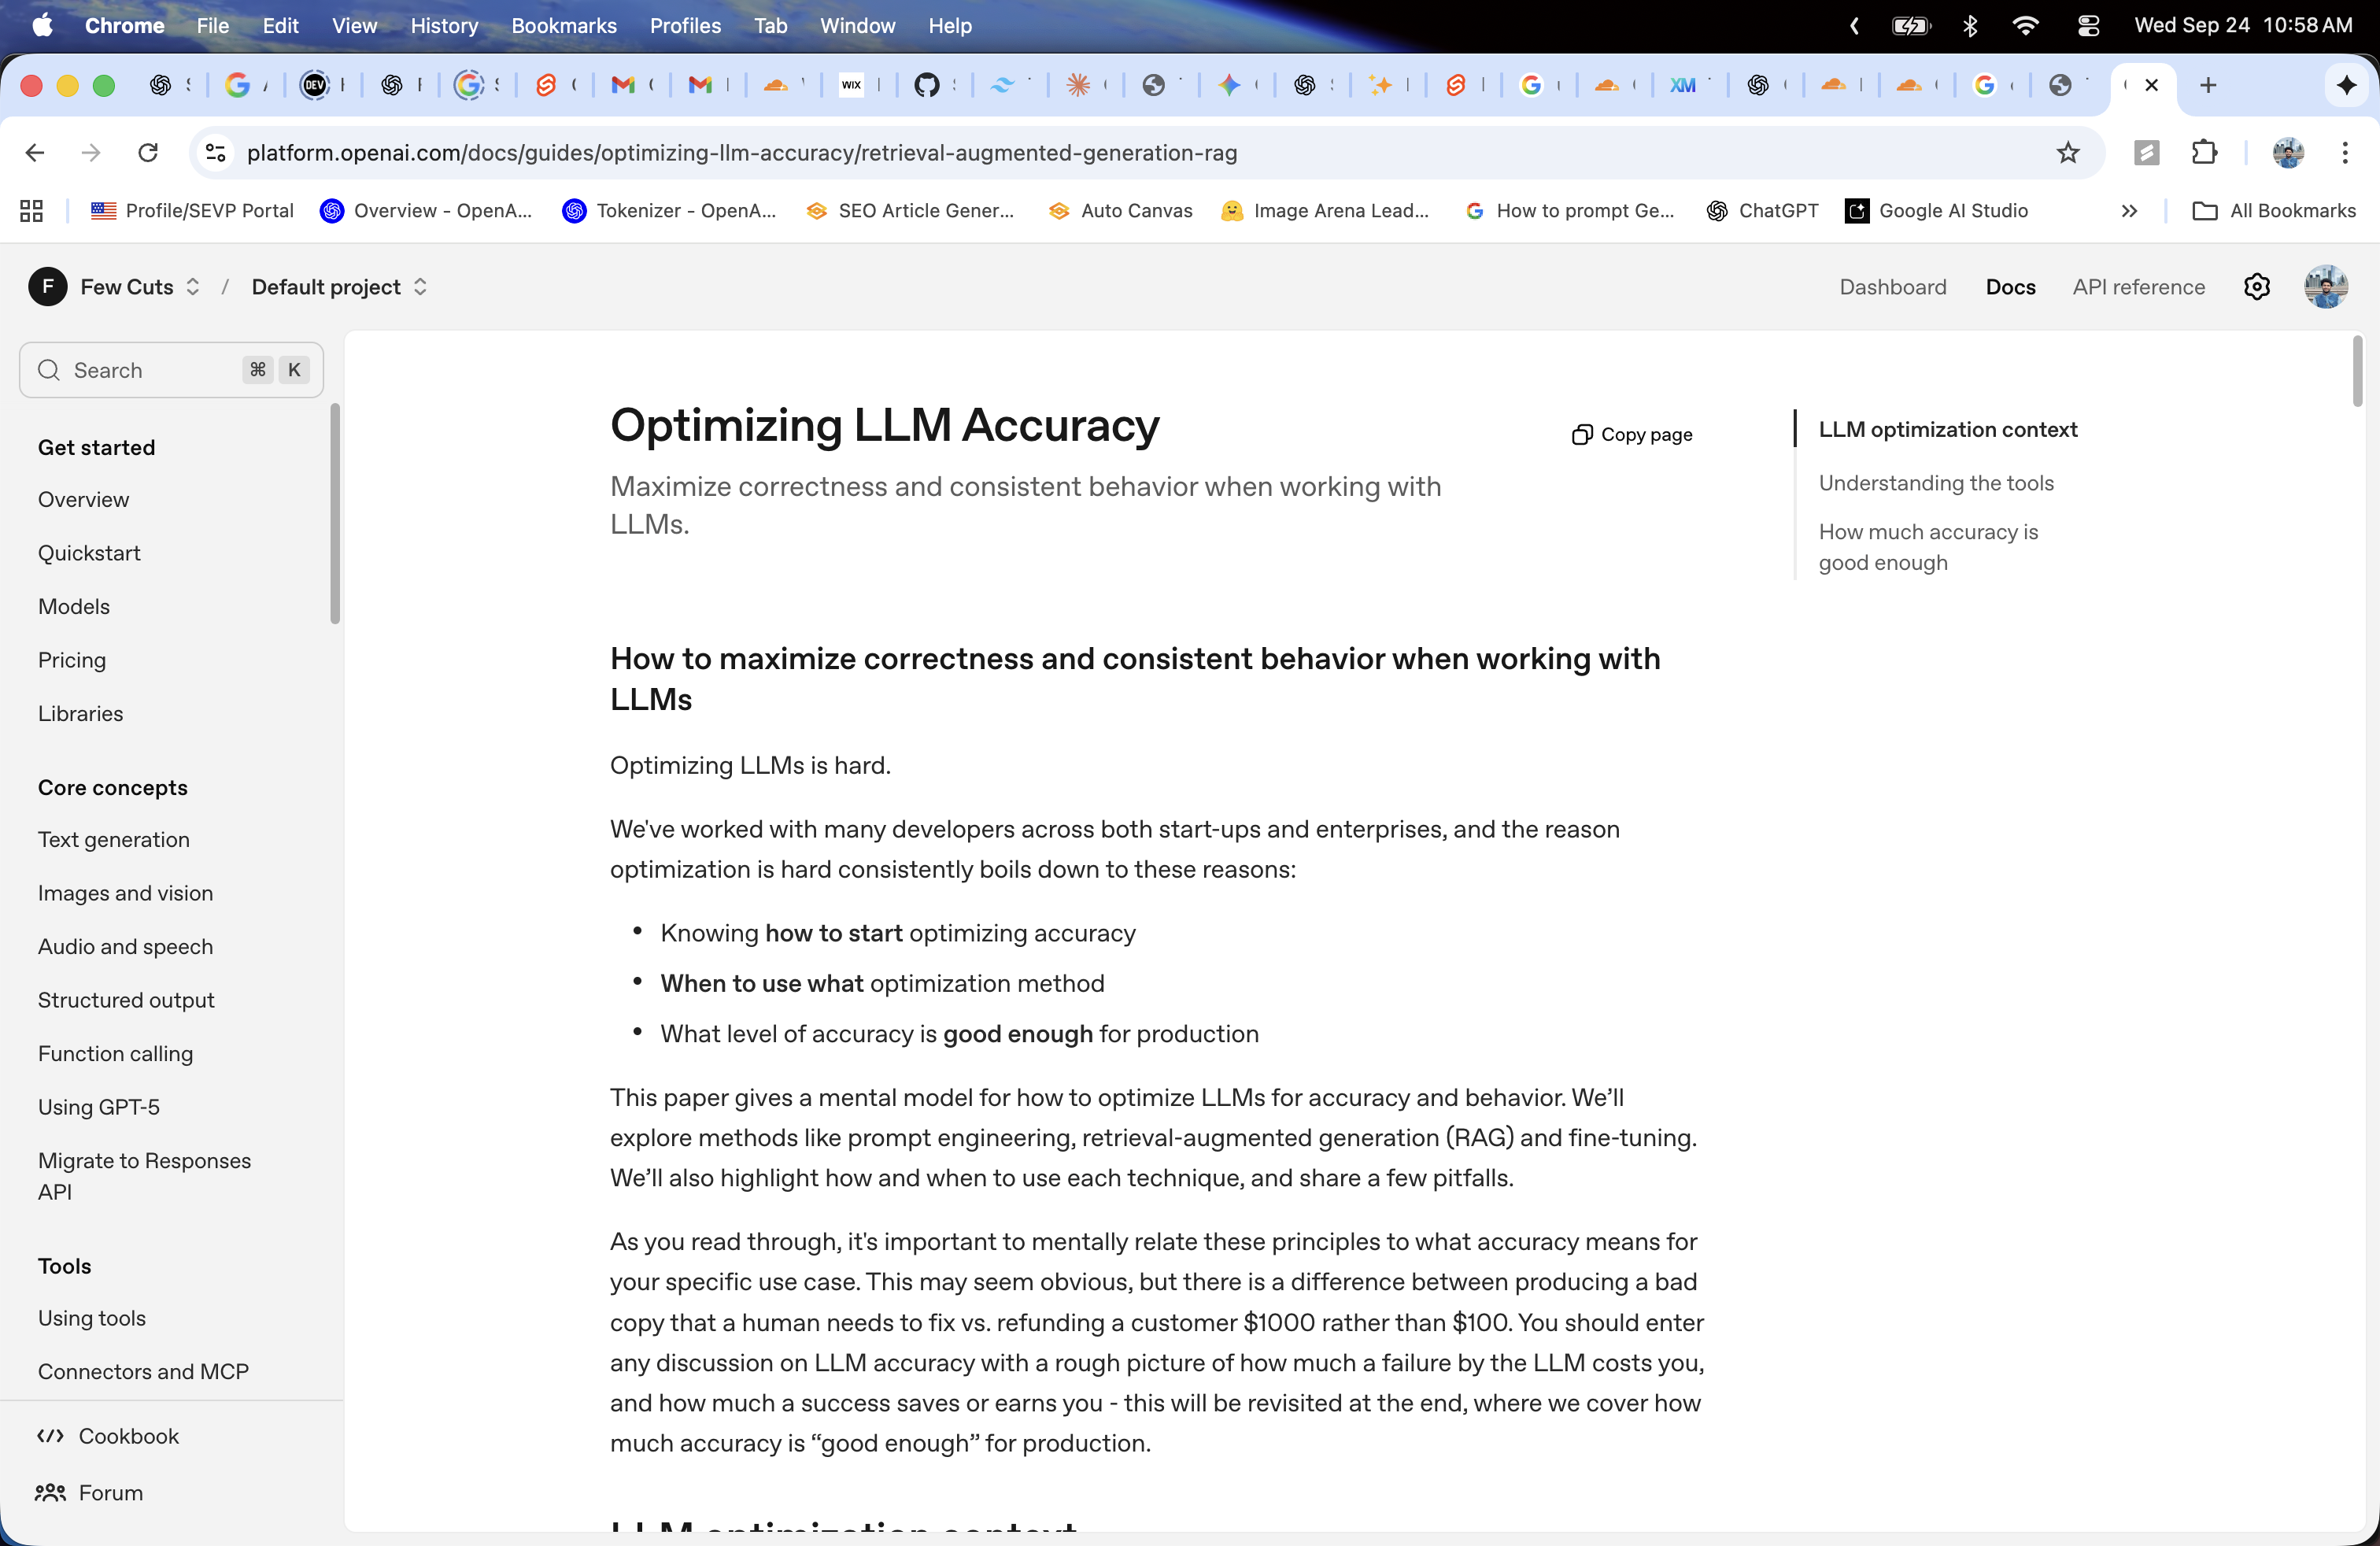 Chrome File Edit View History Bookmarks Profiles Tab Window Help Wed Sep 24 10:58 AM
DEV WIX XM
platform.openai.com/docs/guides/optimizing-llm-accuracy/retrieval-augmented-generation-rag
Profile/SEVP Portal Overview - OpenA... Tokenizer - OpenA... SEO Article Gener... Auto Canvas Image Arena Lead... How to prompt Ge... ChatGPT Google AI Studio All Bookmarks
F Few Cuts / Default project Dashboard Docs API reference
Search ⌘ K
Get started
Overview
Quickstart
Models
Pricing
Libraries
Core concepts
Text generation
Images and vision
Audio and speech
Structured output
Function calling
Using GPT-5
Migrate to Responses
API
Tools
Using tools
Connectors and MCP
Cookbook
Forum
Optimizing LLM Accuracy
Copy page
Maximize correctness and consistent behavior when working with
LLMs.
How to maximize correctness and consistent behavior when working with
LLMs
Optimizing LLMs is hard.
We've worked with many developers across both start-ups and enterprises, and the reason
optimization is hard consistently boils down to these reasons:
• Knowing how to start optimizing accuracy
• When to use what optimization method
• What level of accuracy is good enough for production
This paper gives a mental model for how to optimize LLMs for accuracy and behavior. We’ll
explore methods like prompt engineering, retrieval-augmented generation (RAG) and fine-tuning.
We’ll also highlight how and when to use each technique, and share a few pitfalls.
As you read through, it's important to mentally relate these principles to what accuracy means for
your specific use case. This may seem obvious, but there is a difference between producing a bad
copy that a human needs to fix vs. refunding a customer $1000 rather than $100. You should enter
any discussion on LLM accuracy with a rough picture of how much a failure by the LLM costs you,
and how much a success saves or earns you - this will be revisited at the end, where we cover how
much accuracy is “good enough” for production.
LLM optimization context
LLM optimization context
Understanding the tools
How much accuracy is
good enough